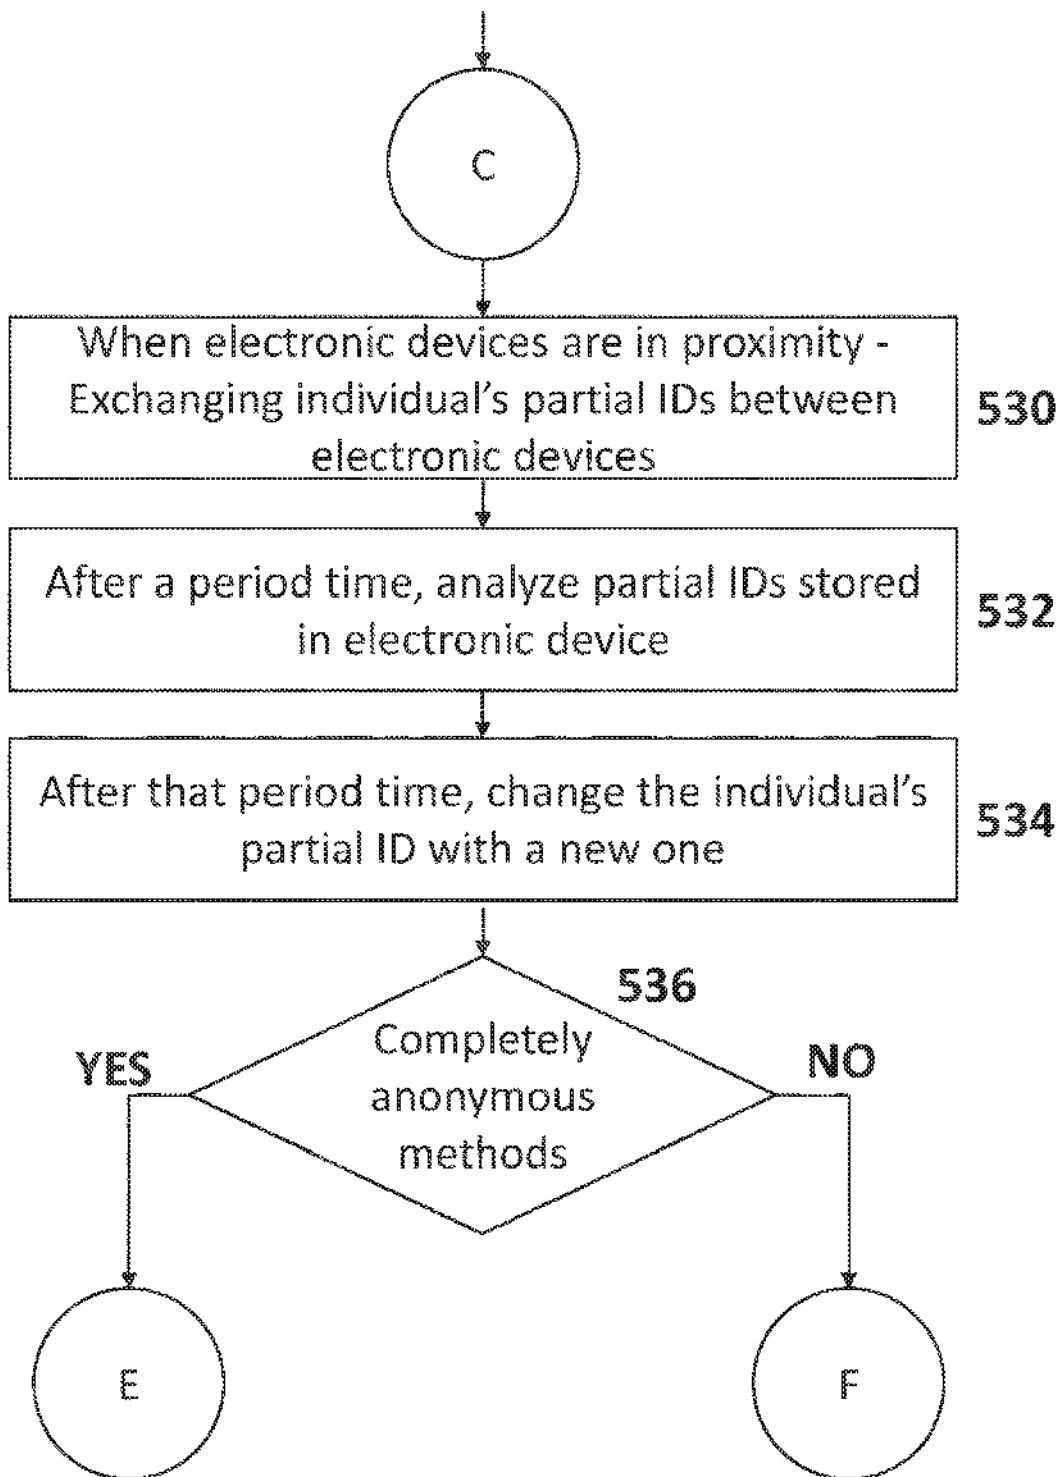 C
When electronic devices are in proximity -
Exchanging individual's partial IDs between
electronic devices
530
After a period time, analyze partial IDs stored
in electronic device
532
After that period time, change the individual's
partial ID with a new one
534
536
Completely
anonymous
methods
YES
NO
E
F